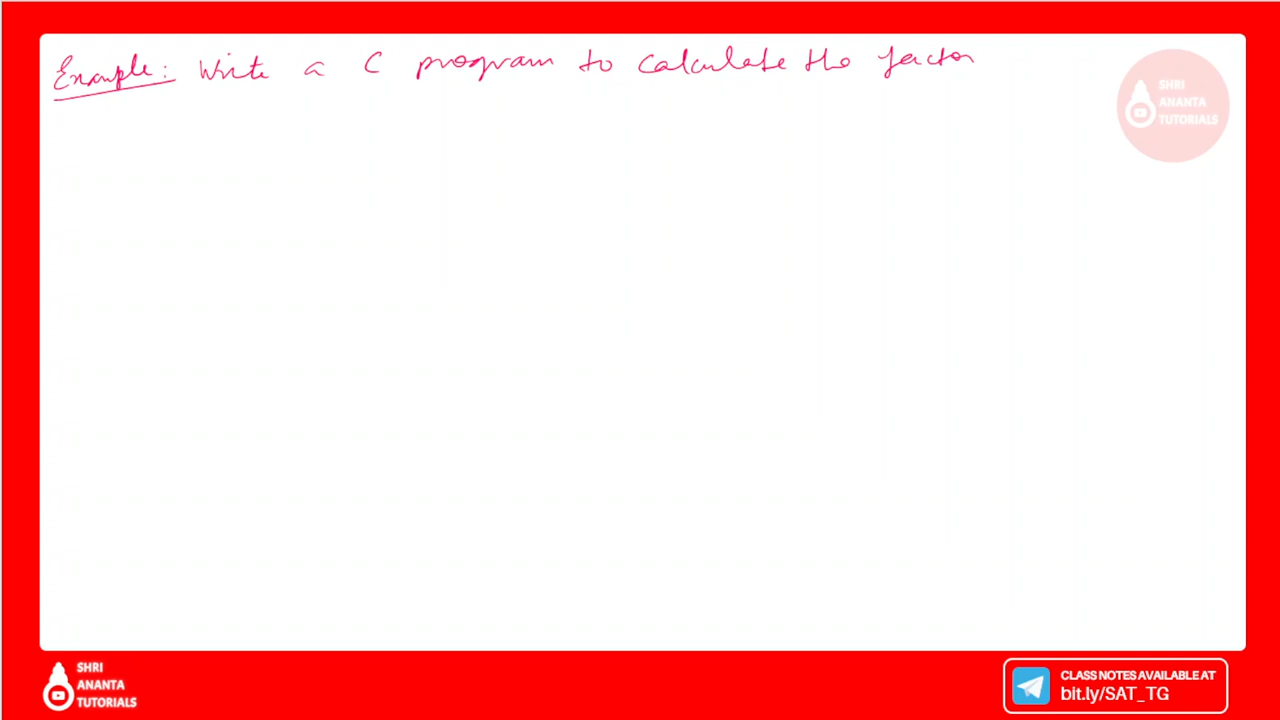 Example: Write a C program to calculate the factor
SHRI
ANANTA
TUTORIALS
SHRI
ANANTA
TUTORIALS
CLASS NOTES AVAILABLE AT
bit.ly/SAT_TG